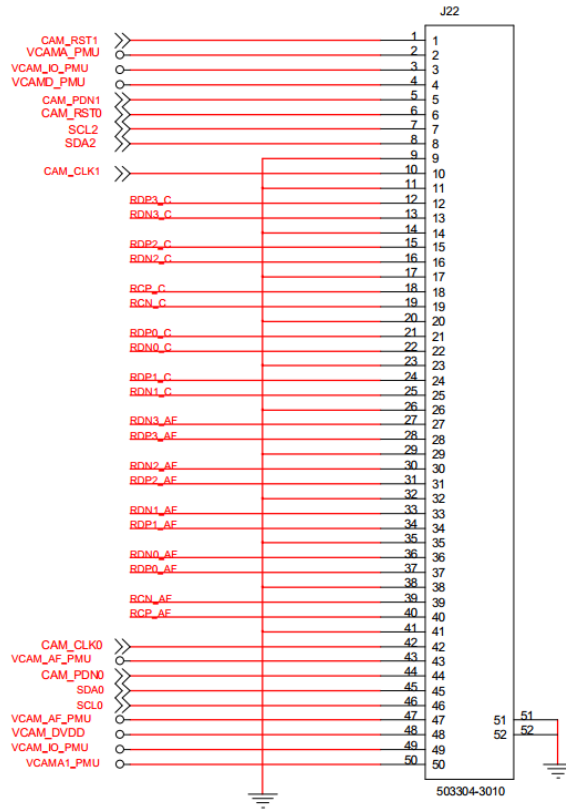 J22
CAM_RST1 1 1
VCAMA_PMU 2 2
VCAM_IO_PMU 3 3
VCAMD_PMU 4 4
CAM_PDN1 5 5
CAM_RST0 6 6
SCL2 7 7
SDA2 8 8
9 9
CAM_CLK1 10 10
11 11
RDP3_C 12 12
RDN3_C 13 13
14 14
RDP2_C 15 15
RDN2_C 16 16
17 17
RCP_C 18 18
RCN_C 19 19
20 20
RDP0_C 21 21
RDN0_C 22 22
23 23
RDP1_C 24 24
RDN1_C 25 25
26 26
RDN3_AF 27 27
RDP3_AF 28 28
29 29
RDN2_AF 30 30
RDP2_AF 31 31
32 32
RDN1_AF 33 33
RDP1_AF 34 34
35 35
RDN0_AF 36 36
RDP0_AF 37 37
38 38
RCN_AF 39 39
RCP_AF 40 40
41 41
CAM_CLK0 42 42
VCAM_AF_PMU 43 43
CAM_PDN0 44 44
SDA0 45 45
SCL0 46 46
VCAM_AF_PMU 47 47 51 51
VCAM_DVDD 48 48 52 52
VCAM_IO_PMU 49 49
VCAMA1_PMU 50 50
503304-3010